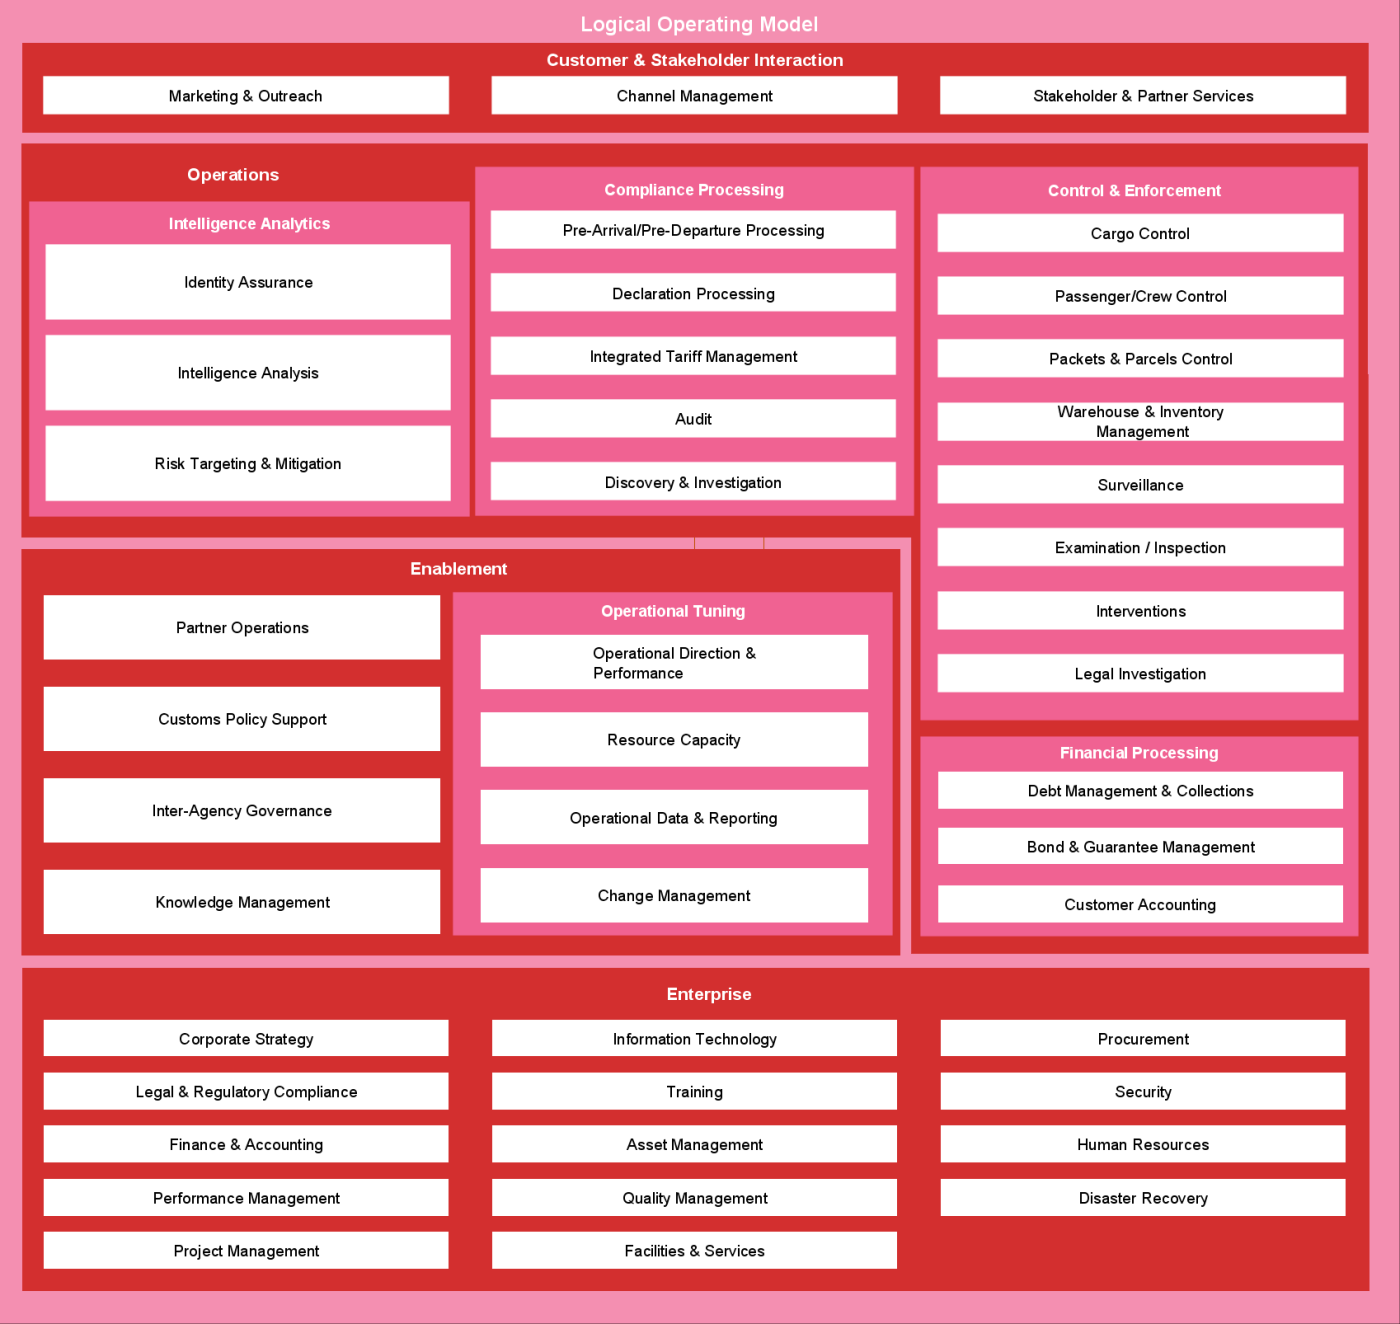 Logical Operating Model
Customer & Stakeholder Interaction
Marketing & Outreach
Channel Management
Stakeholder & Partner Services
Operations
Intelligence Analytics
Identity Assurance
Intelligence Analysis
Risk Targeting & Mitigation
Compliance Processing
Pre-Arrival/Pre-Departure Processing
Declaration Processing
Integrated Tariff Management
Audit
Discovery & Investigation
Control & Enforcement
Cargo Control
Passenger/Crew Control
Packets & Parcels Control
Warehouse & Inventory
Management
Surveillance
Examination / Inspection
Interventions
Legal Investigation
Financial Processing
Debt Management & Collections
Bond & Guarantee Management
Customer Accounting
Enablement
Partner Operations
Customs Policy Support
Inter-Agency Governance
Knowledge Management
Operational Tuning
Operational Direction &
Performance
Resource Capacity
Operational Data & Reporting
Change Management
Enterprise
Corporate Strategy
Legal & Regulatory Compliance
Finance & Accounting
Performance Management
Project Management
Information Technology
Training
Asset Management
Quality Management
Facilities & Services
Procurement
Security
Human Resources
Disaster Recovery